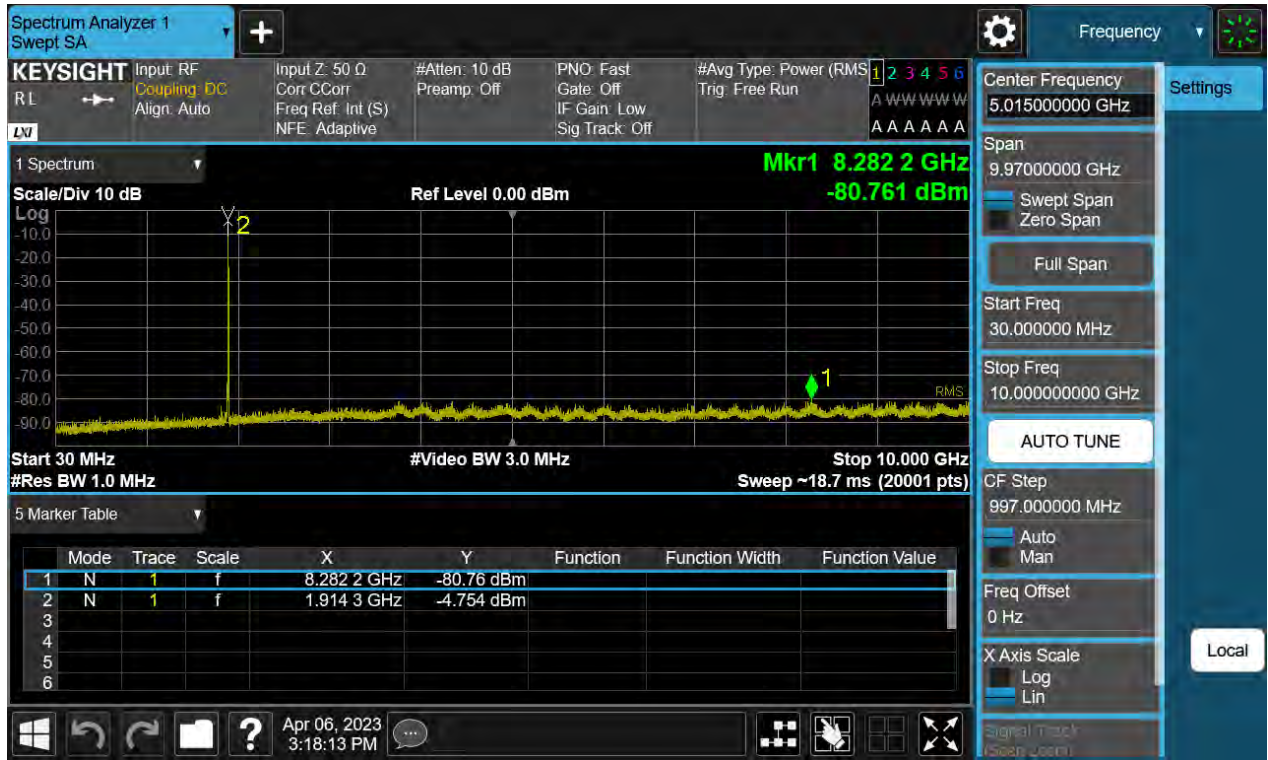 Spectrum Analyzer 1
Swept SA
+
Frequency
KEYSIGHT
RL
LXI
Input: RF
Coupling: DC
Align: Auto
Input Z: 50 Ω
Corr CCorr
Freq Ref: Int (S)
NFE: Adaptive
#Atten: 10 dB
Preamp: Off
PNO: Fast
Gate: Off
IF Gain: Low
Sig Track: Off
#Avg Type: Power (RMS
Trig: Free Run
1 2 3 4 5 6
A W W W W W
A A A A A A
1 Spectrum
Mkr1 8.282 2 GHz
-80.761 dBm
Scale/Div 10 dB
Ref Level 0.00 dBm
Log
-10.0
-20.0
-30.0
-40.0
-50.0
-60.0
-70.0
-80.0
-90.0
2
1
RMS
Start 30 MHz
#Video BW 3.0 MHz
Stop 10.000 GHz
#Res BW 1.0 MHz
Sweep ~18.7 ms (20001 pts)
5 Marker Table
Mode Trace Scale X Y Function Function Width Function Value
1 N 1 f 8.282 2 GHz -80.76 dBm
2 N 1 f 1.914 3 GHz -4.754 dBm
3
4
5
6
Apr 06, 2023
3:18:13 PM
?
Center Frequency
5.015000000 GHz
Settings
Span
9.97000000 GHz
Swept Span
Zero Span
Full Span
Start Freq
30.000000 MHz
Stop Freq
10.000000000 GHz
AUTO TUNE
CF Step
997.000000 MHz
Auto
Man
Freq Offset
0 Hz
X Axis Scale
Log
Lin
Local
Signal Track
(Span Zoom)